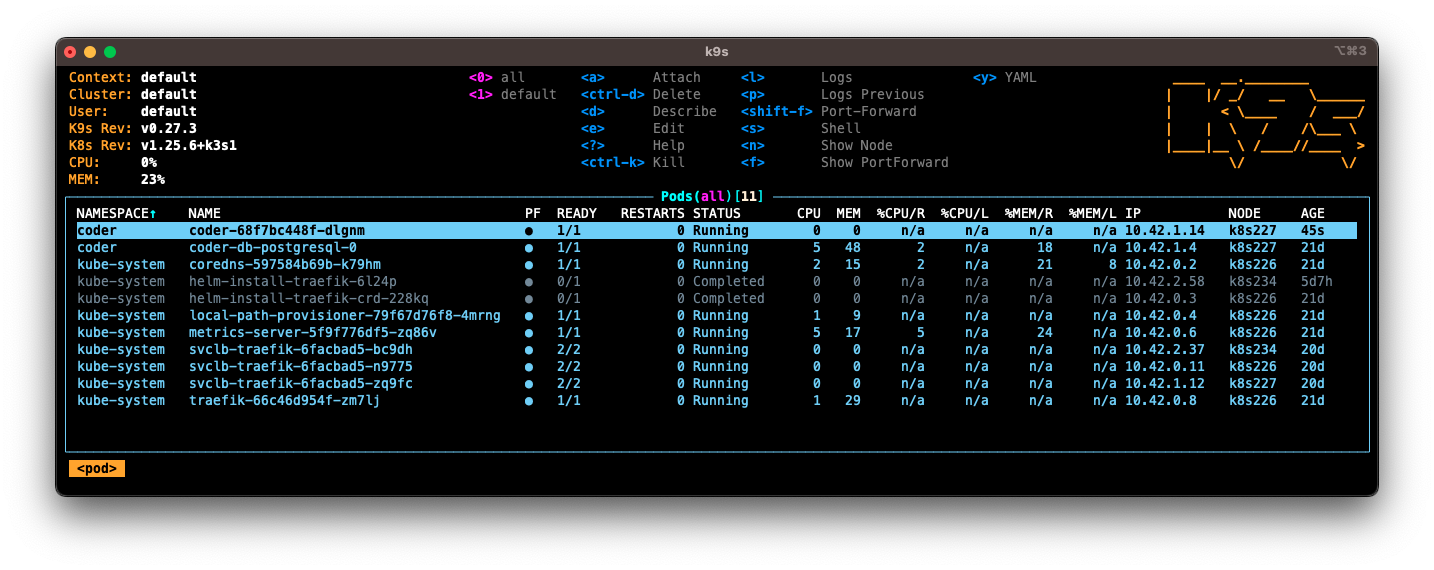 k9s ⌥⌘3
Context: default <0> all <a> Attach <l> Logs <y> YAML
Cluster: default <1> default <ctrl-d> Delete <p> Logs Previous
User: default <d> Describe <shift-f> Port-Forward
K9s Rev: v0.27.3 <e> Edit <s> Shell
K8s Rev: v1.25.6+k3s1 <?> Help <n> Show Node
CPU: 0% <ctrl-k> Kill <f> Show PortForward
MEM: 23%
K9s
Pods(all)[11]
NAMESPACE↑ NAME PF READY RESTARTS STATUS CPU MEM %CPU/R %CPU/L %MEM/R %MEM/L IP NODE AGE
coder coder-68f7bc448f-dlgnm ● 1/1 0 Running 0 0 n/a n/a n/a n/a 10.42.1.14 k8s227 45s
coder coder-db-postgresql-0 ● 1/1 0 Running 5 48 2 n/a 18 n/a 10.42.1.4 k8s227 21d
kube-system coredns-597584b69b-k79hm ● 1/1 0 Running 2 15 2 n/a 21 8 10.42.0.2 k8s226 21d
kube-system helm-install-traefik-6l24p ● 0/1 0 Completed 0 0 n/a n/a n/a n/a 10.42.2.58 k8s234 5d7h
kube-system helm-install-traefik-crd-228kq ● 0/1 0 Completed 0 0 n/a n/a n/a n/a 10.42.0.3 k8s226 21d
kube-system local-path-provisioner-79f67d76f8-4mrng ● 1/1 0 Running 1 9 n/a n/a n/a n/a 10.42.0.4 k8s226 21d
kube-system metrics-server-5f9f776df5-zq86v ● 1/1 0 Running 5 17 5 n/a 24 n/a 10.42.0.6 k8s226 21d
kube-system svclb-traefik-6facbad5-bc9dh ● 2/2 0 Running 0 0 n/a n/a n/a n/a 10.42.2.37 k8s234 20d
kube-system svclb-traefik-6facbad5-n9775 ● 2/2 0 Running 0 0 n/a n/a n/a n/a 10.42.0.11 k8s226 20d
kube-system svclb-traefik-6facbad5-zq9fc ● 2/2 0 Running 0 0 n/a n/a n/a n/a 10.42.1.12 k8s227 20d
kube-system traefik-66c46d954f-zm7lj ● 1/1 0 Running 1 29 n/a n/a n/a n/a 10.42.0.8 k8s226 21d
<pod>